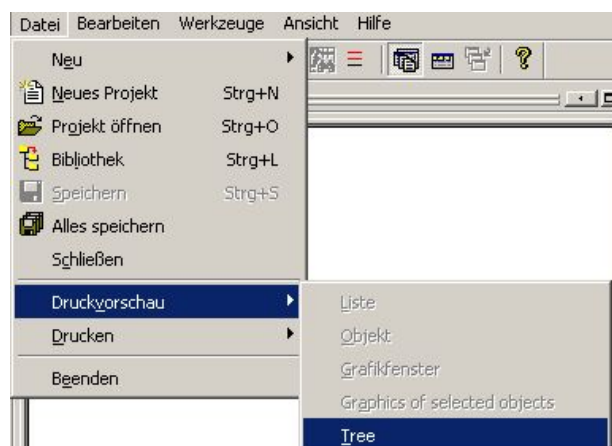 Datei Bearbeiten Werkzeuge Ansicht Hilfe
Neu
Neues Projekt Strg+N
Projekt öffnen Strg+O
Bibliothek Strg+L
Speichern Strg+S
Alles speichern
Schließen
Druckvorschau
Drucken
Beenden
Liste
Objekt
Grafikfenster
Graphics of selected objects
Tree